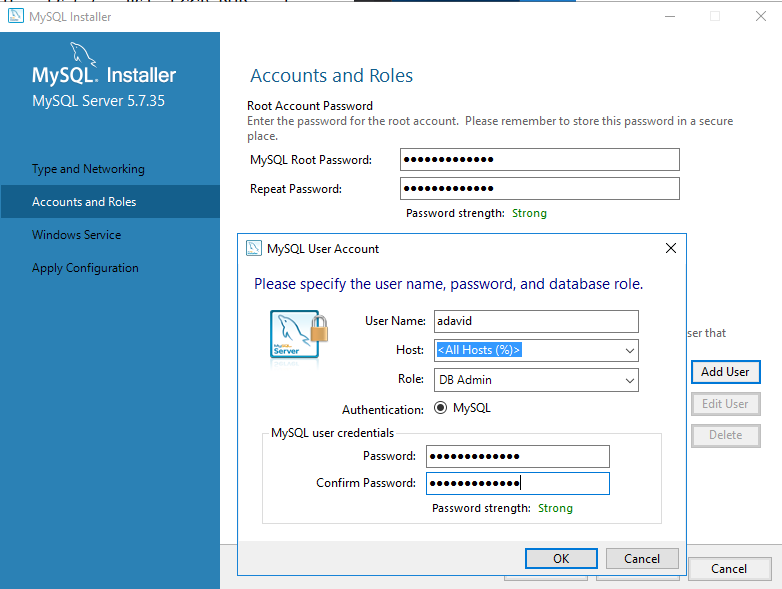 MySQL Installer
MySQL. Installer
MySQL Server 5.7.35
Type and Networking
Accounts and Roles
Windows Service
Apply Configuration
Accounts and Roles
Root Account Password
Enter the password for the root account. Please remember to store this password in a secure
place.
MySQL Root Password: ●●●●●●●●●●●●●
Repeat Password: ●●●●●●●●●●●●●
Password strength: Strong
MySQL User Account
Please specify the user name, password, and database role.
MySQL
Server
User Name: adavid
Host: <All Hosts (%)>
Role: DB Admin
Authentication: MySQL
MySQL user credentials
Password: ●●●●●●●●●●●●●
Confirm Password: ●●●●●●●●●●●●●
Password strength: Strong
OK
Cancel
that
Add User
Edit User
Delete
Cancel